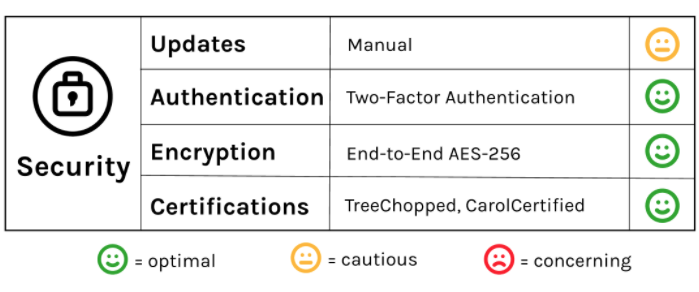 Security
Updates
Manual
Authentication
Two-Factor Authentication
Encryption
End-to-End AES-256
Certifications
TreeChopped, CarolCertified
= optimal
= cautious
= concerning